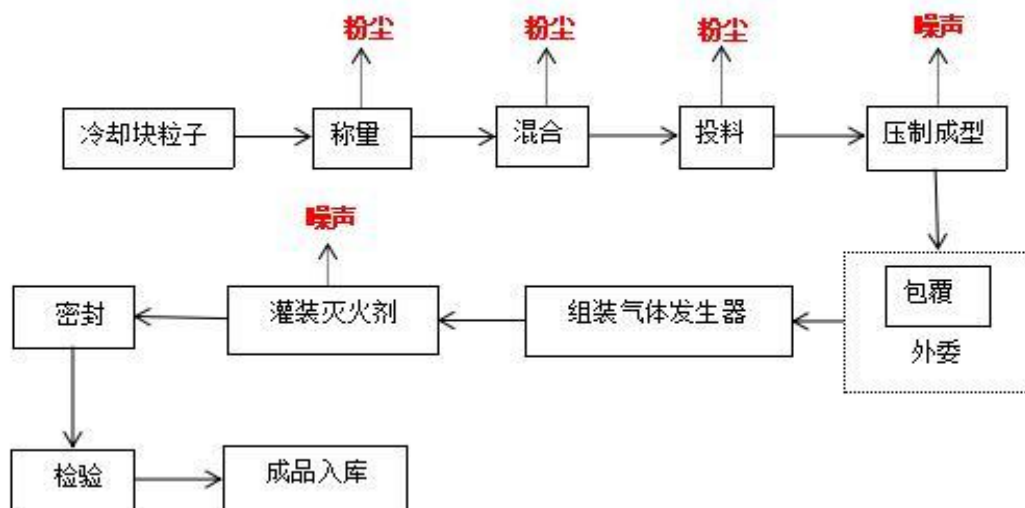 粉尘
粉尘
粉尘
噪声
冷却块粒子
称量
混合
投料
压制成型
噪声
密封
灌装灭火剂
组装气体发生器
包覆
外委
检验
成品入库